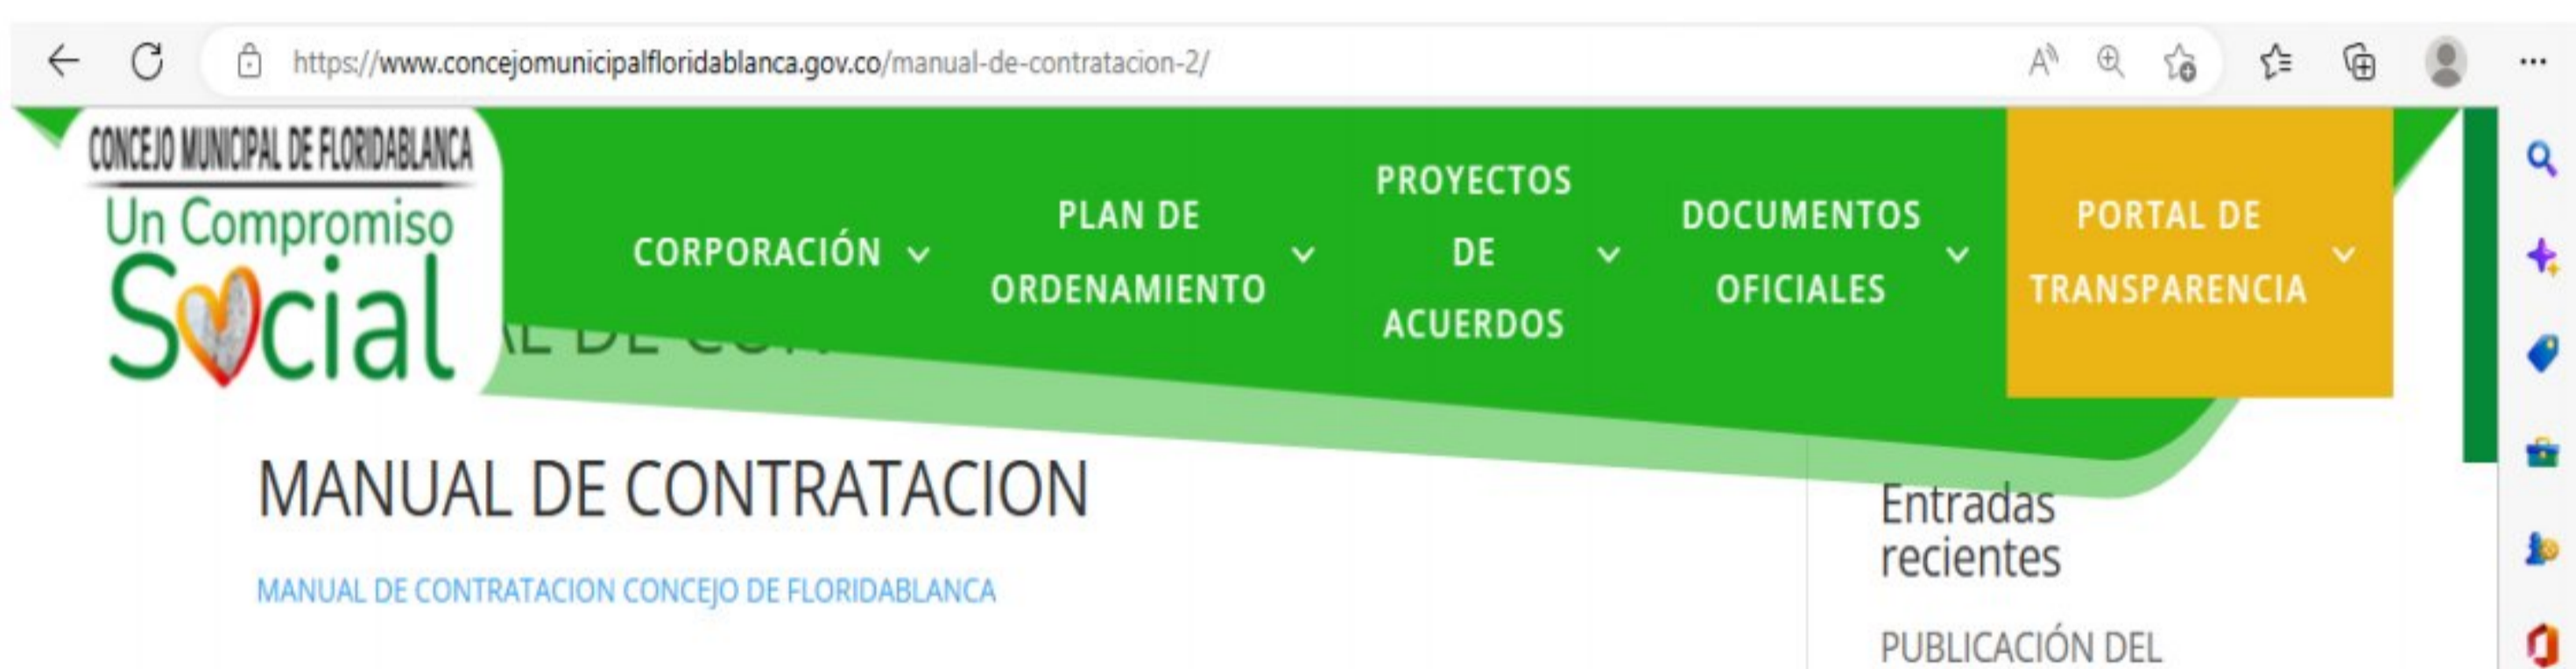 https://www.concejomunicipalfloridablanca.gov.co/manual-de-contratacion-2/
CONCEJO MUNICIPAL DE FLORIDABLANCA
Un Compromiso
Social
CORPORACIÓN
PLAN DE
ORDENAMIENTO
PROYECTOS
DE
ACUERDOS
DOCUMENTOS
OFICIALES
PORTAL DE
TRANSPARENCIA
MANUAL DE CONTRATACION
MANUAL DE CONTRATACION CONCEJO DE FLORIDABLANCA
Entradas
recientes
PUBLICACIÓN DEL